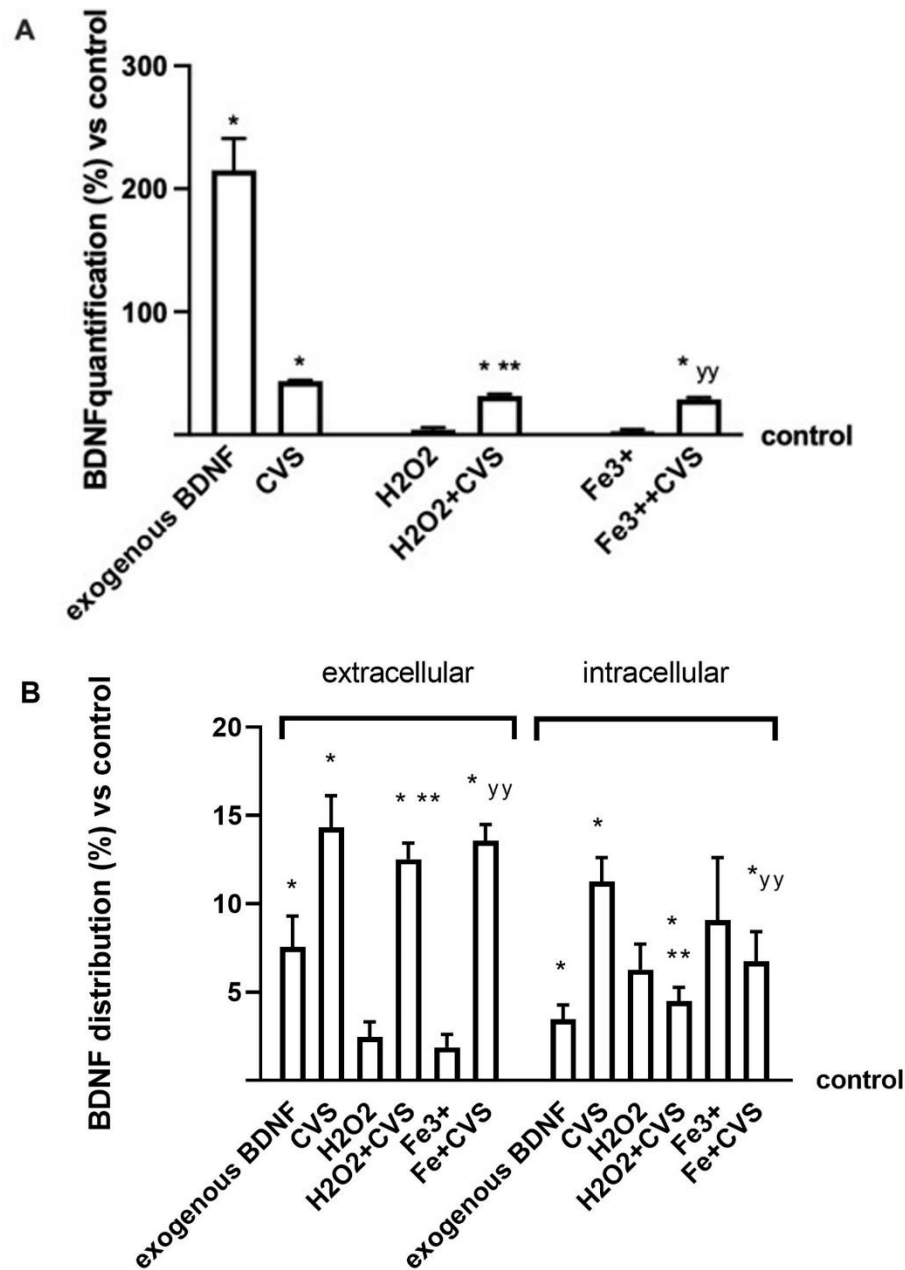 A
BDNFquantification (%) vs control
300
200
100
*
*
* **
* yy
control
exogenous BDNF
CVS
H2O2
H2O2+CVS
Fe3+
Fe3++CVS
B
extracellular
intracellular
BDNF distribution (%) vs control
20
15
10
5
*
*
* **
* yy
*
*
*
**
*yy
control
exogenous BDNF
CVS
H2O2
H2O2+CVS
Fe3+
Fe+CVS
exogenous BDNF
CVS
H2O2
H2O2+CVS
Fe3+
Fe+CVS